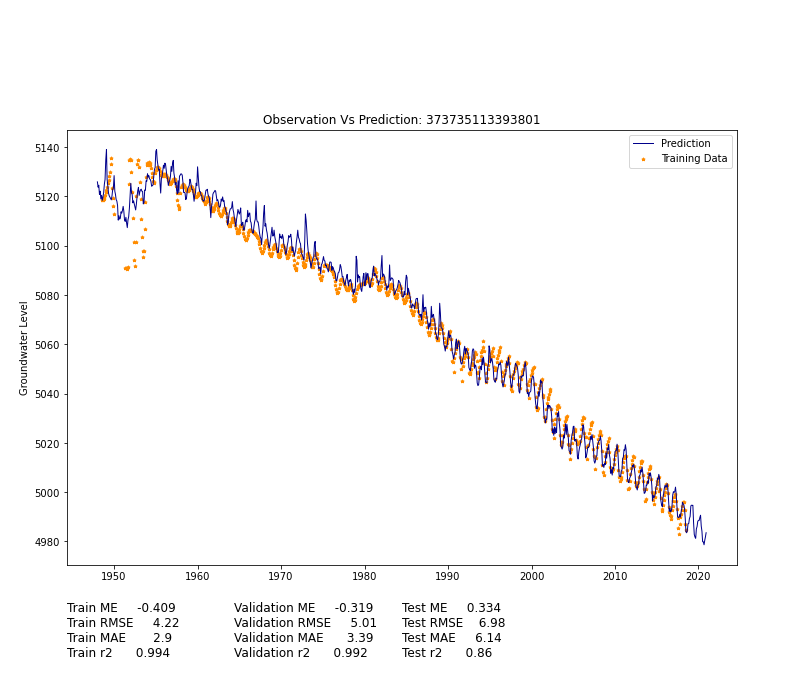 Observation Vs Prediction: 373735113393801
Prediction
Training Data
5140
5120
5100
5080
5060
5040
5020
5000
4980
Groundwater Level
1950 1960 1970 1980 1990 2000 2010 2020
Train ME -0.409 Validation ME -0.319 Test ME 0.334
Train RMSE 4.22 Validation RMSE 5.01 Test RMSE 6.98
Train MAE 2.9 Validation MAE 3.39 Test MAE 6.14
Train r2 0.994 Validation r2 0.992 Test r2 0.86